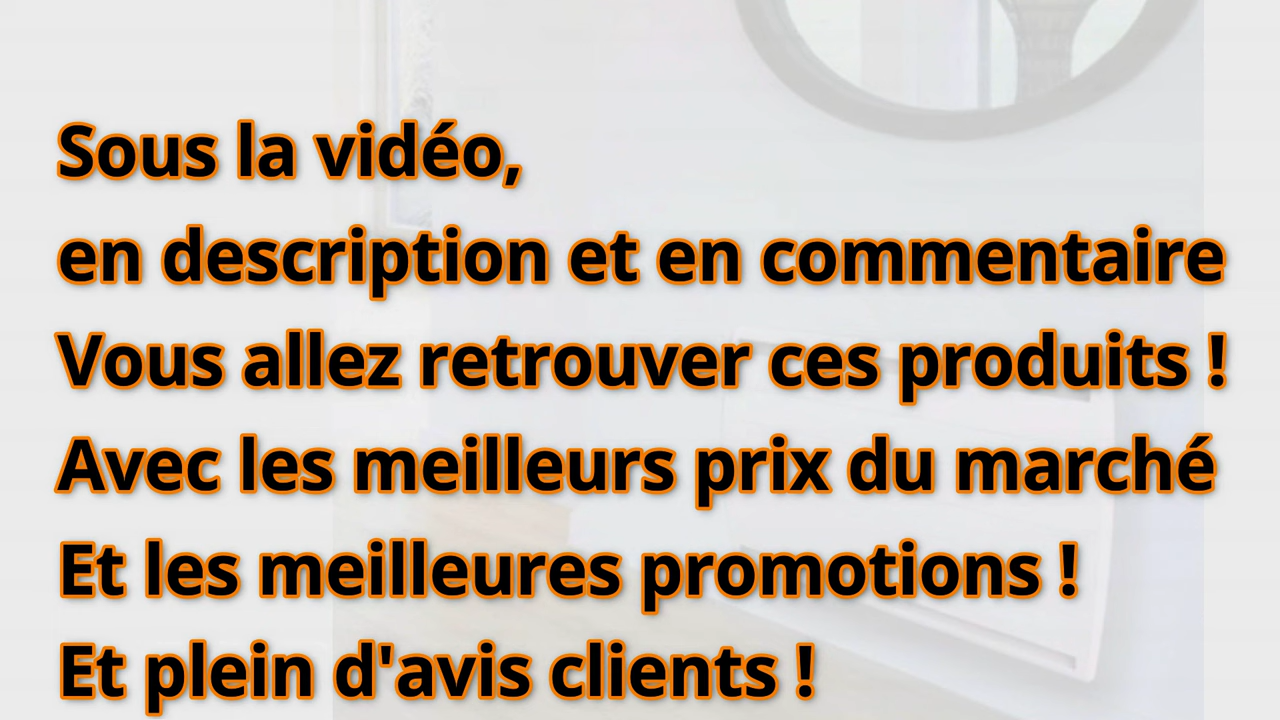 Sous la vidéo,
en description et en commentaire
Vous allez retrouver ces produits !
Avec les meilleurs prix du marché
Et les meilleures promotions !
Et plein d'avis clients !